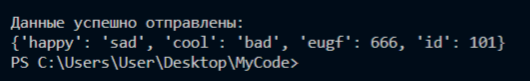 Данные успешно отправлены:
{'happy': 'sad', 'cool': 'bad', 'eugf': 666, 'id': 101}
PS C:\Users\User\Desktop\MyCode>